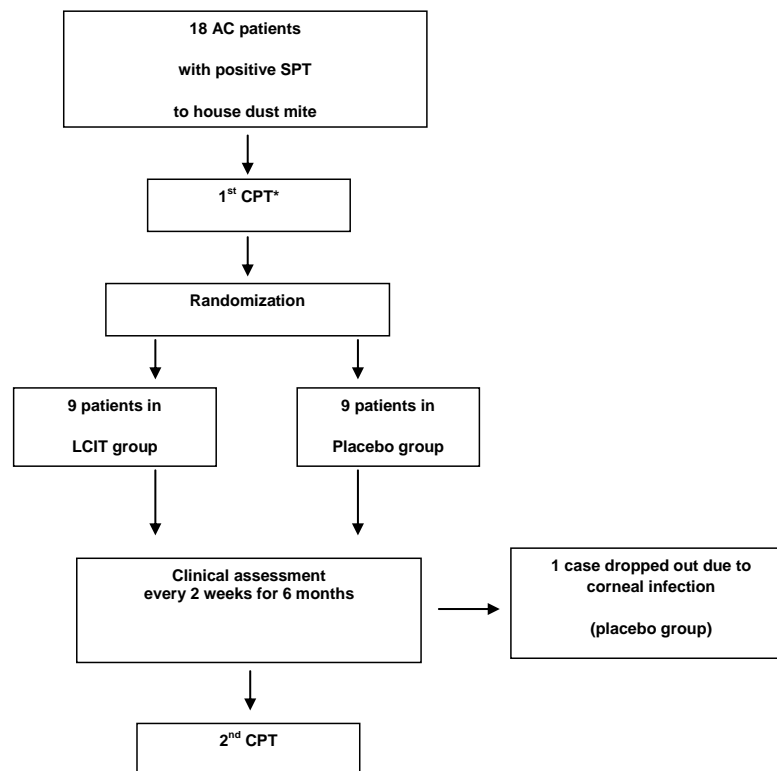 18 AC patients
with positive SPT
to house dust mite
1st CPT*
Randomization
9 patients in
LCIT group
9 patients in
Placebo group
Clinical assessment
every 2 weeks for 6 months
1 case dropped out due to
corneal infection
(placebo group)
2nd CPT